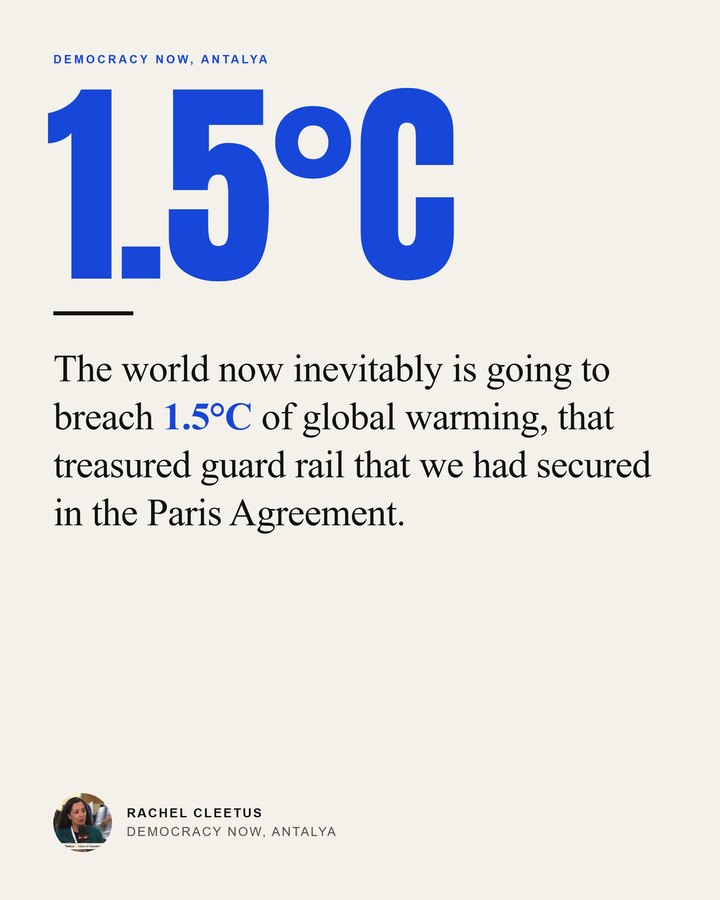 DEMOCRACY NOW, ANTALYA
1.5°C
The world now inevitably is going to
breach 1.5°C of global warming, that
treasured guard rail that we had secured
in the Paris Agreement.
RACHEL CLEETUS
DEMOCRACY NOW, ANTALYA